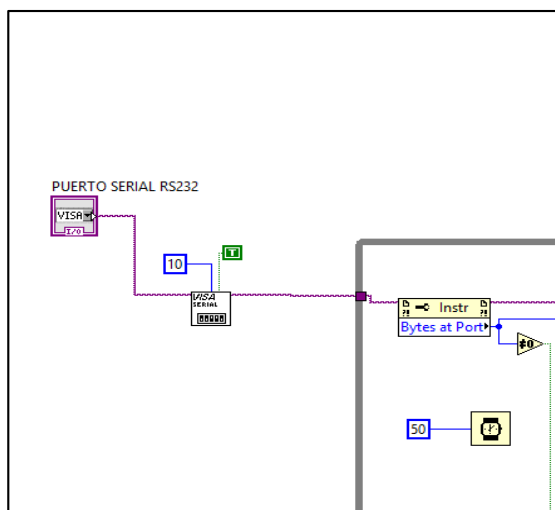 PUERTO SERIAL RS232
VISA
I/O
T
10
VISA
SERIAL
Instr
Bytes at Port
≠0
50